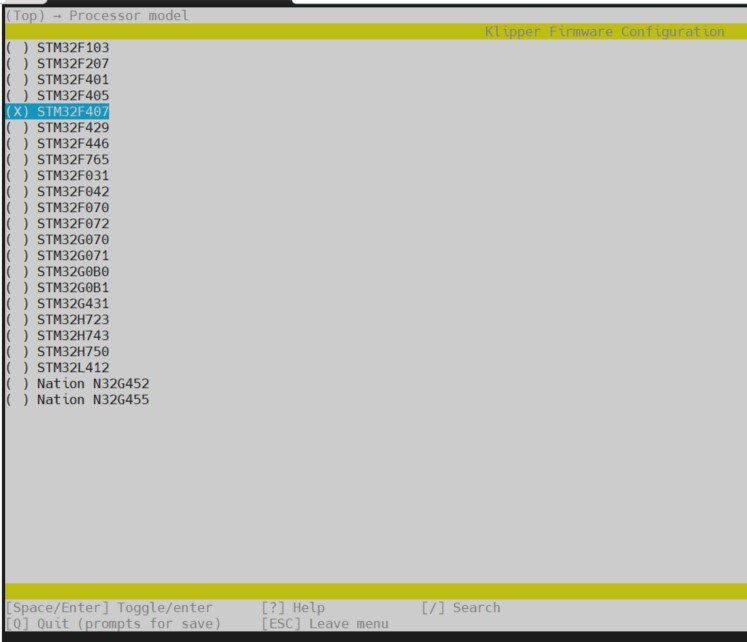 (Top) → Processor model
Klipper Firmware Configuration
( ) STM32F103
( ) STM32F207
( ) STM32F401
( ) STM32F405
(X) STM32F407
( ) STM32F429
( ) STM32F446
( ) STM32F765
( ) STM32F031
( ) STM32F042
( ) STM32F070
( ) STM32F072
( ) STM32G070
( ) STM32G071
( ) STM32G0B0
( ) STM32G0B1
( ) STM32G431
( ) STM32H723
( ) STM32H743
( ) STM32H750
( ) STM32L412
( ) Nation N32G452
( ) Nation N32G455
[Space/Enter] Toggle/enter [?] Help [/] Search
[Q] Quit (prompts for save) [ESC] Leave menu